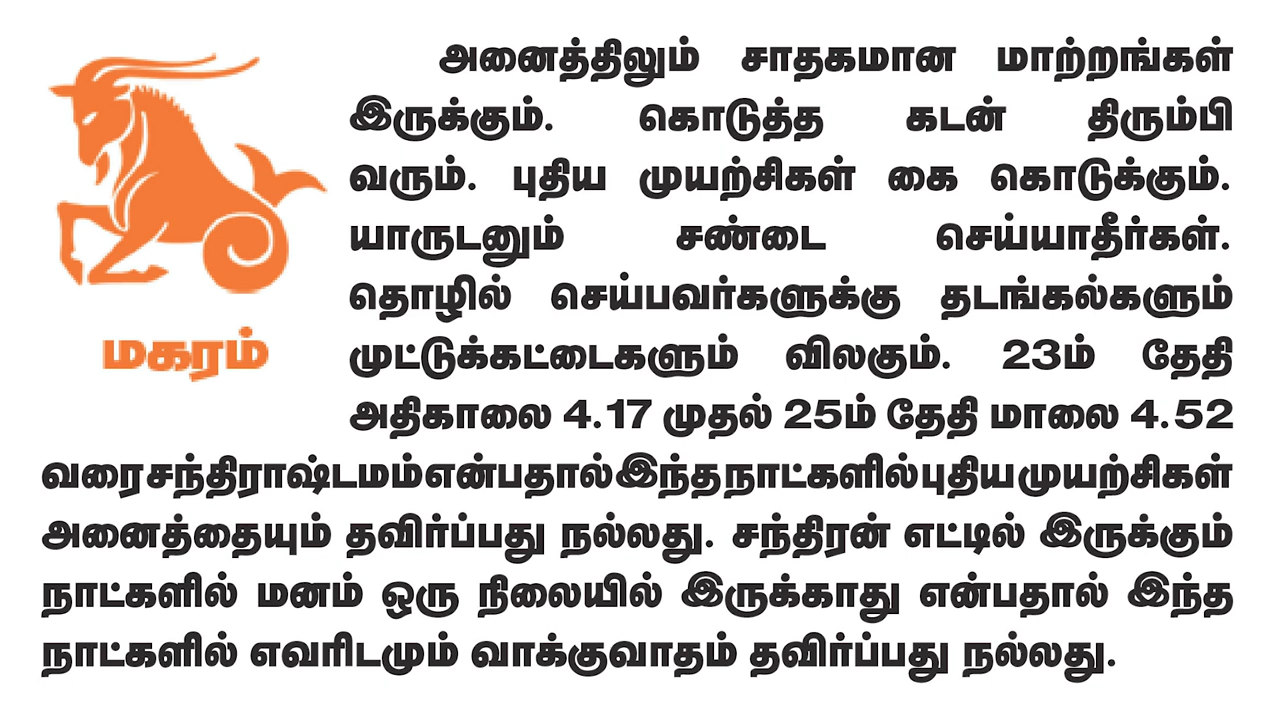 அனைத்திலும் சாதகமான மாற்றங்கள்
இருக்கும். கொடுத்த கடன் திரும்பி
வரும். புதிய முயற்சிகள் கை கொடுக்கும்.
யாருடனும் சண்டை செய்யாதீர்கள்.
தொழில் செய்பவர்களுக்கு தடங்கல்களும்
முட்டுக்கட்டைகளும் விலகும். 23ம் தேதி
அதிகாலை 4.17 முதல் 25ம் தேதி மாலை 4.52
வரை சந்திராஷ்டமம் என்பதால் இந்த நாட்களில் புதிய முயற்சிகள்
அனைத்தையும் தவிர்ப்பது நல்லது. சந்திரன் எட்டில் இருக்கும்
நாட்களில் மனம் ஒரு நிலையில் இருக்காது என்பதால் இந்த
நாட்களில் எவரிடமும் வாக்குவாதம் தவிர்ப்பது நல்லது.
மகரம்